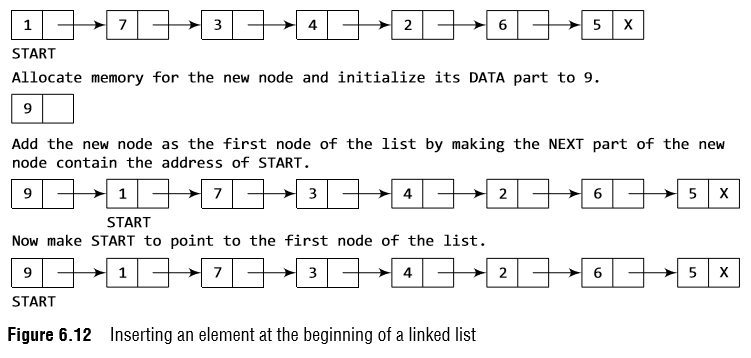 1 7 3 4 2 6 5 X
START
Allocate memory for the new node and initialize its DATA part to 9.
9
Add the new node as the first node of the list by making the NEXT part of the new
node contain the address of START.
9 1 7 3 4 2 6 5 X
START
Now make START to point to the first node of the list.
9 1 7 3 4 2 6 5 X
START
Figure 6.12 Inserting an element at the beginning of a linked list